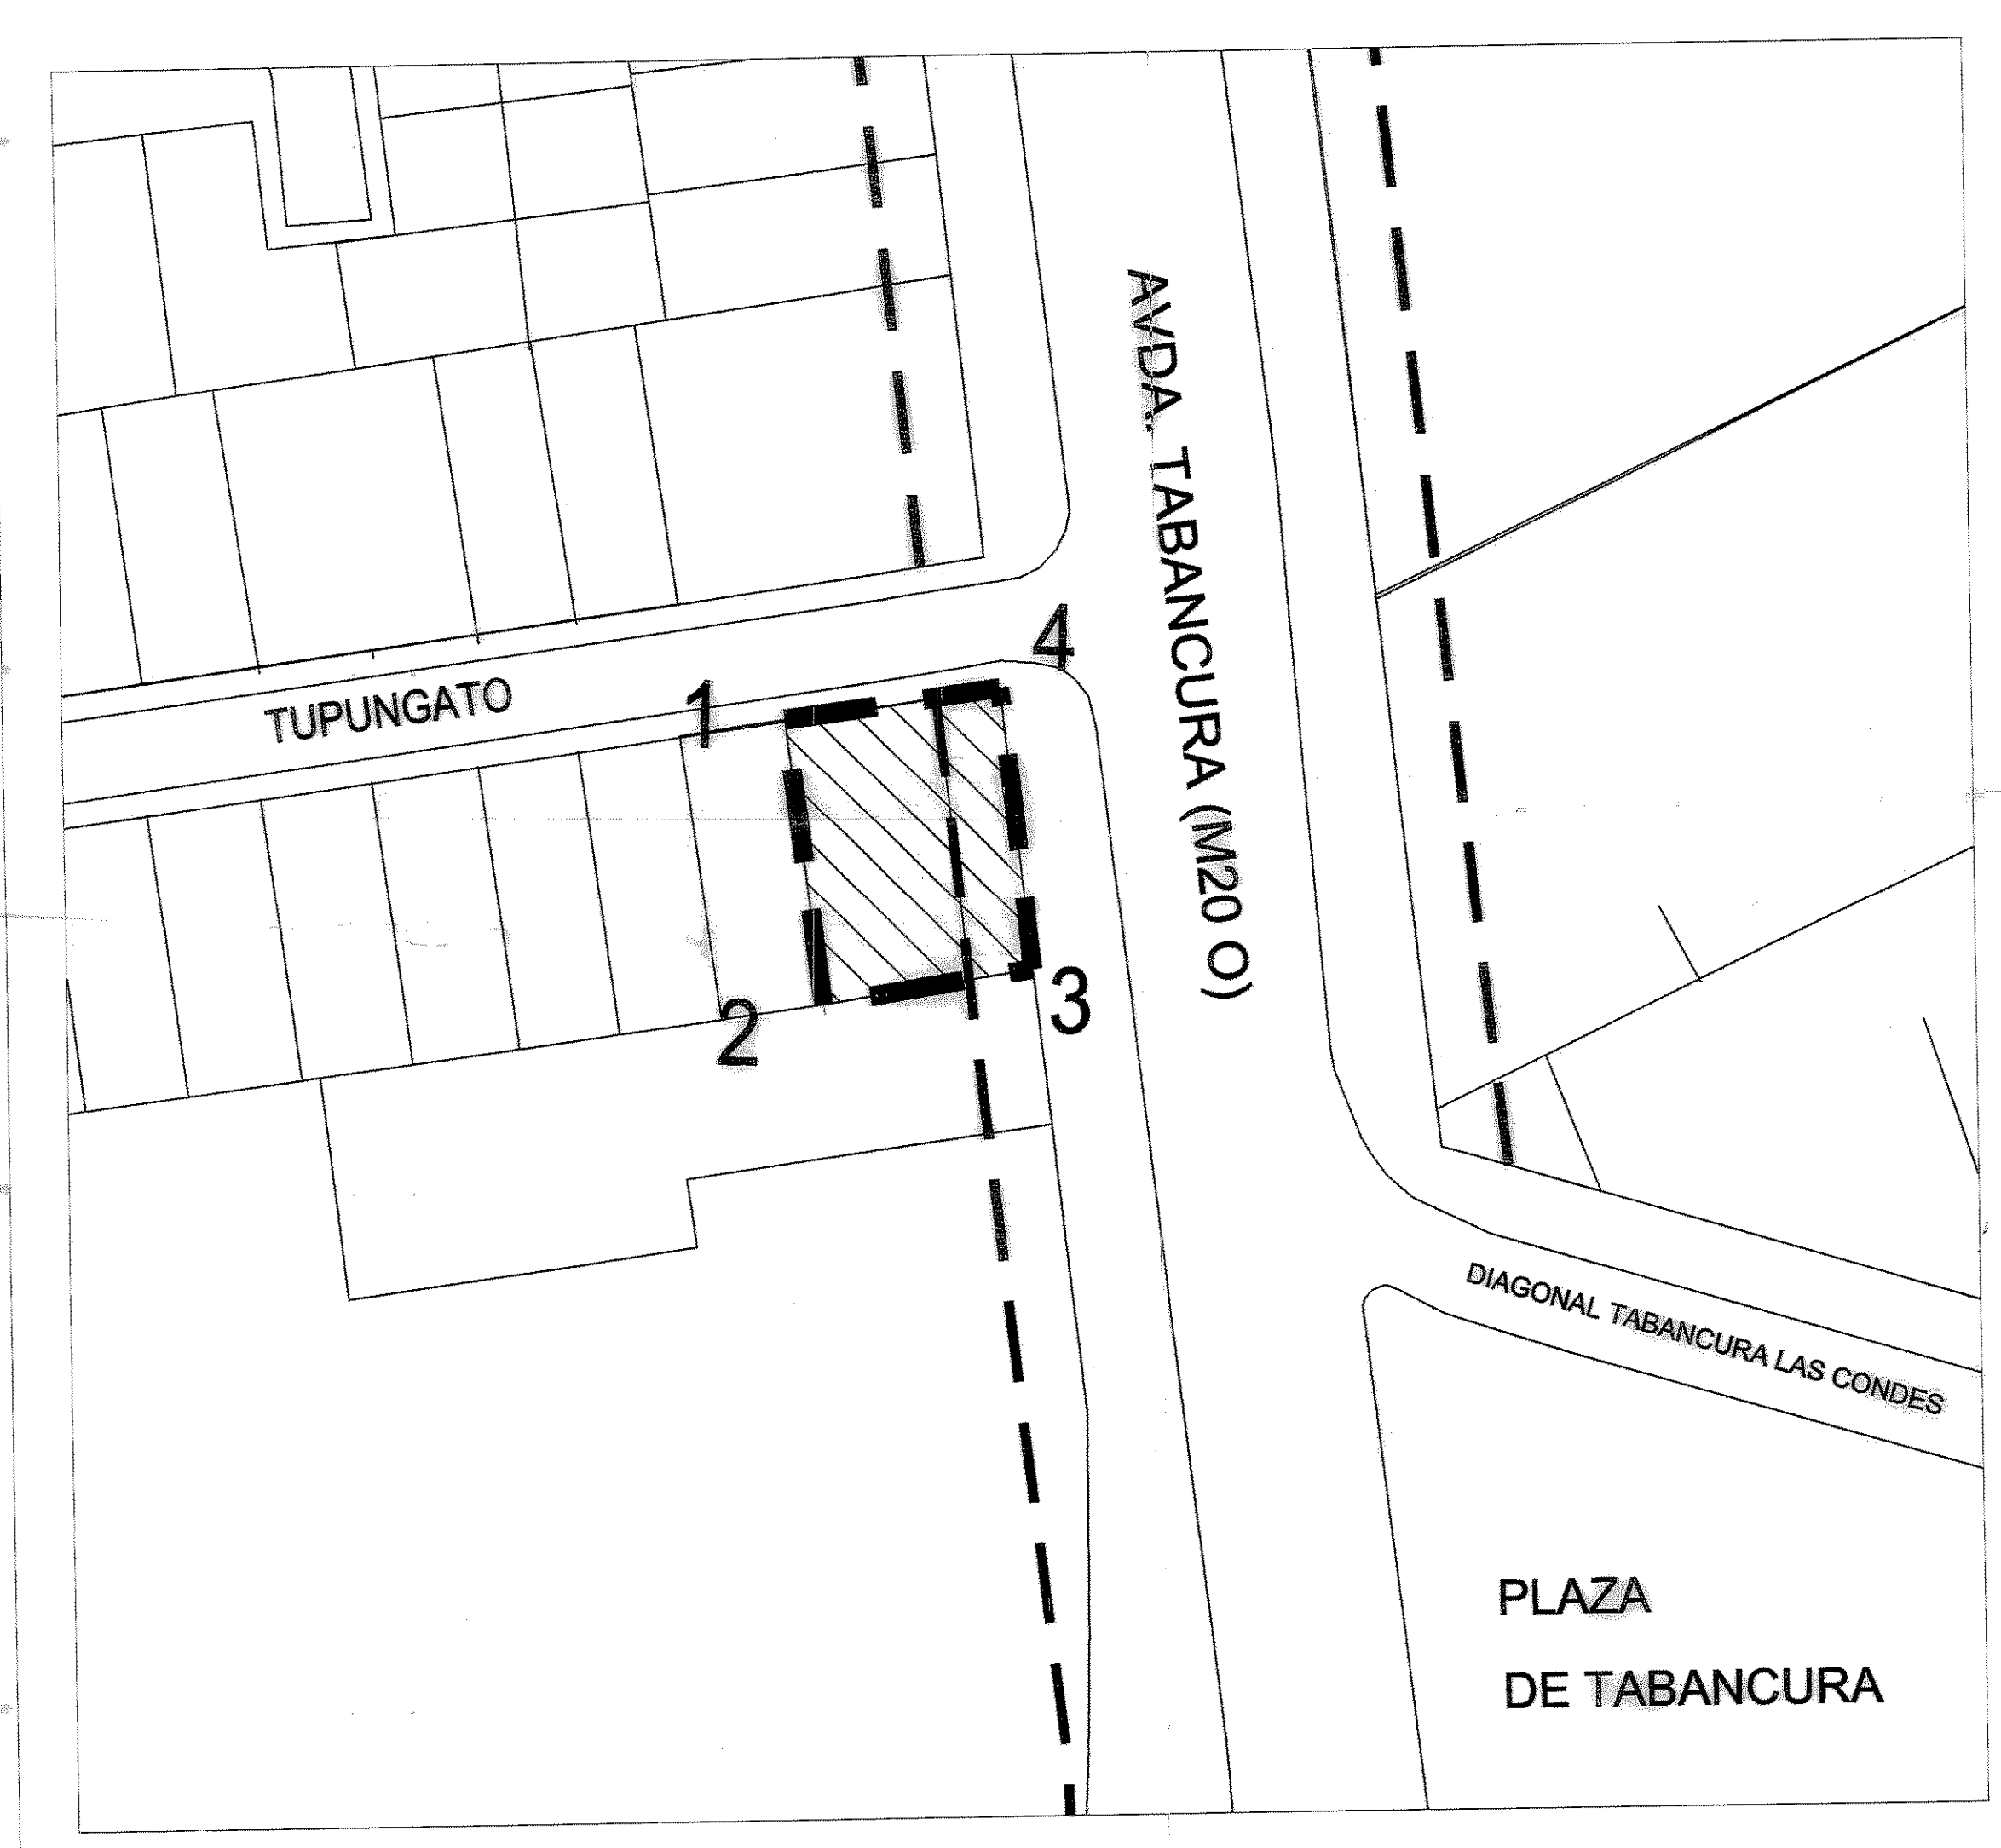 AVDA. TABANCURA (M20 O)
4
1
TUPUNGATO
2
3
DIAGONAL TABANCURA LAS CONDES
PLAZA
DE TABANCURA